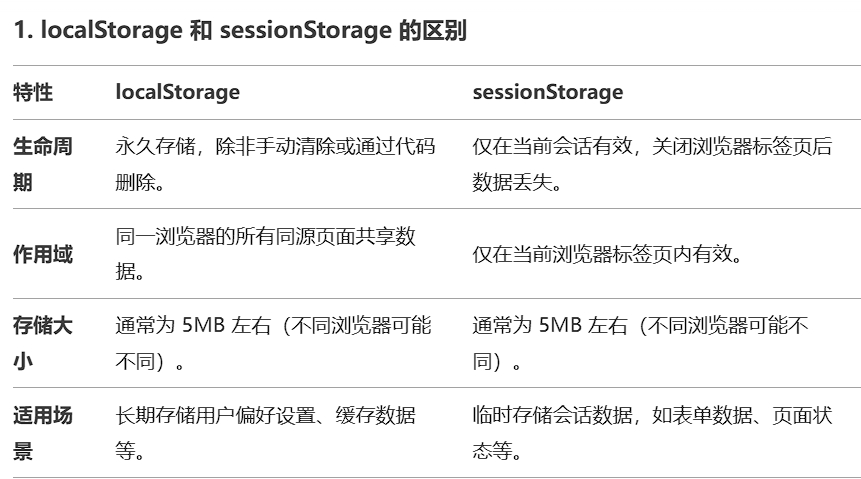 1. localStorage 和 sessionStorage 的区别
特性 localStorage sessionStorage
生命周期 永久存储，除非手动清除或通过代码删除。 仅在当前会话有效，关闭浏览器标签页后数据丢失。
作用域 同一浏览器的所有同源页面共享数据。 仅在当前浏览器标签页内有效。
存储大小 通常为 5MB 左右（不同浏览器可能不同）。 通常为 5MB 左右（不同浏览器可能不同）。
适用场景 长期存储用户偏好设置、缓存数据等。 临时存储会话数据，如表单数据、页面状态等。